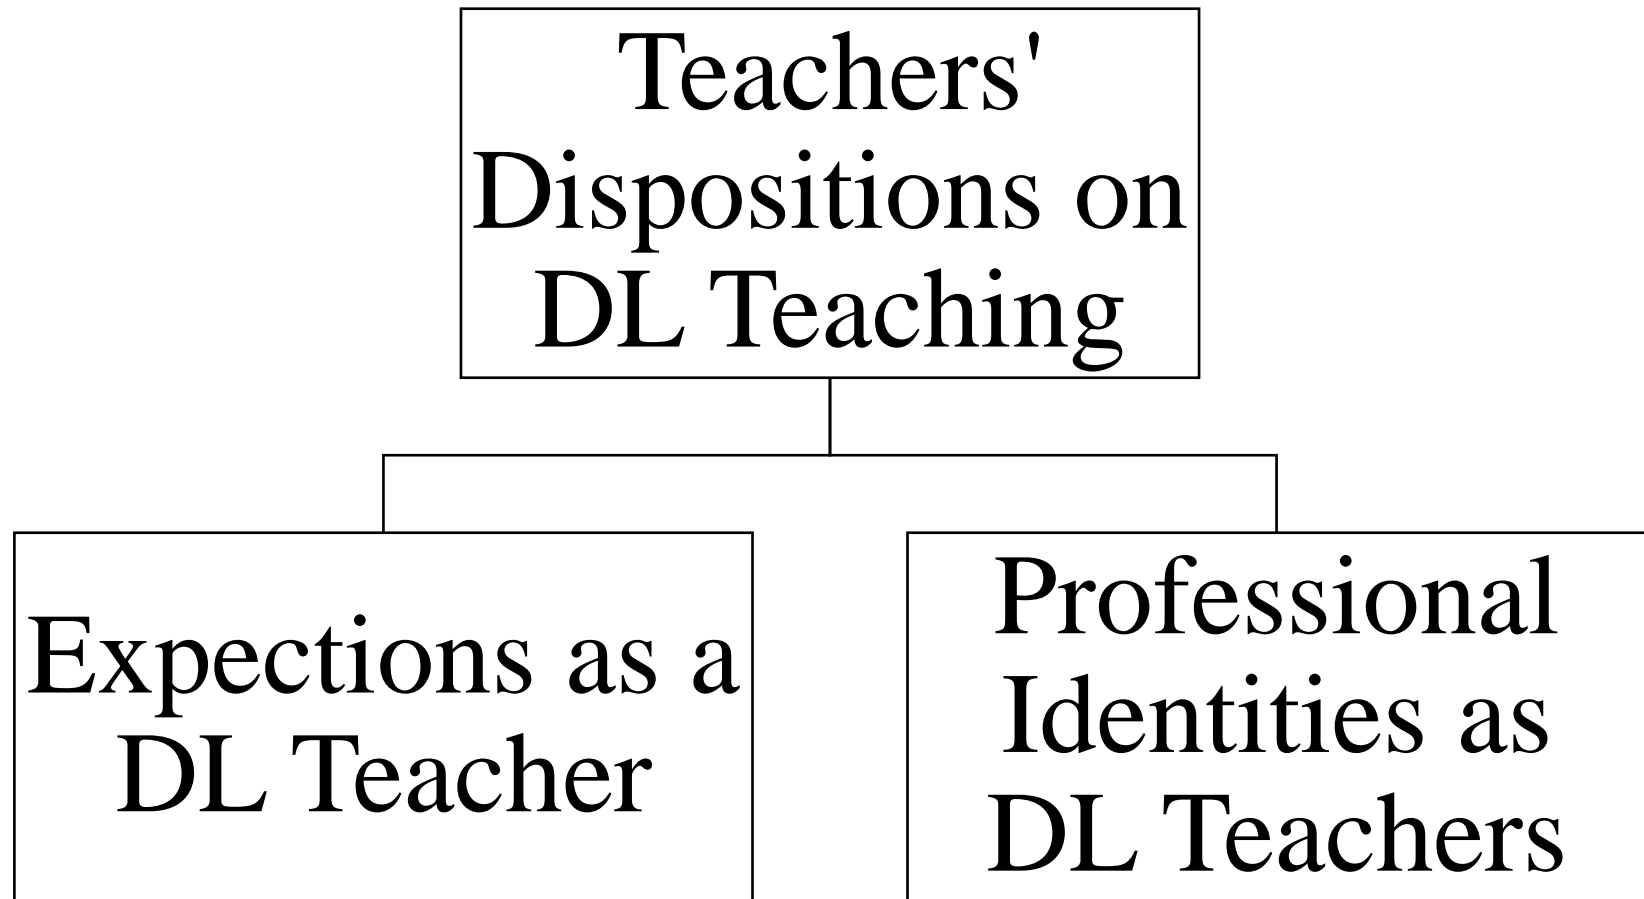 Teachers'
Dispositions on
DL Teaching
Expections as a
DL Teacher
Professional
Identities as
DL Teachers